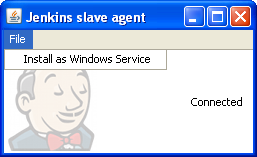 Jenkins slave agent
File
Install as Windows Service
Connected